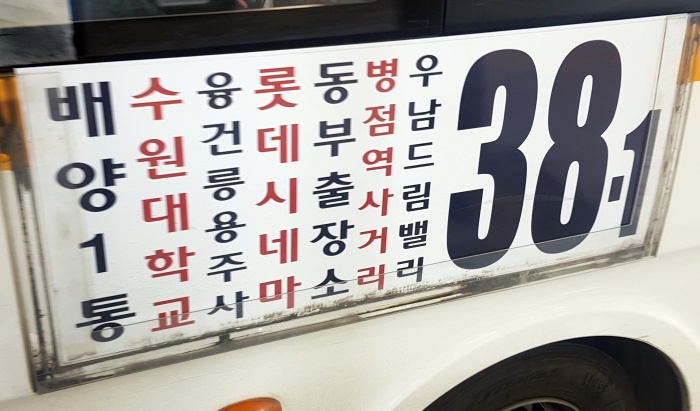 배양1통
수원대학교
융건릉용주사
롯데시네마
동부출장소
병점역사거리
우남드림밸리
38-1